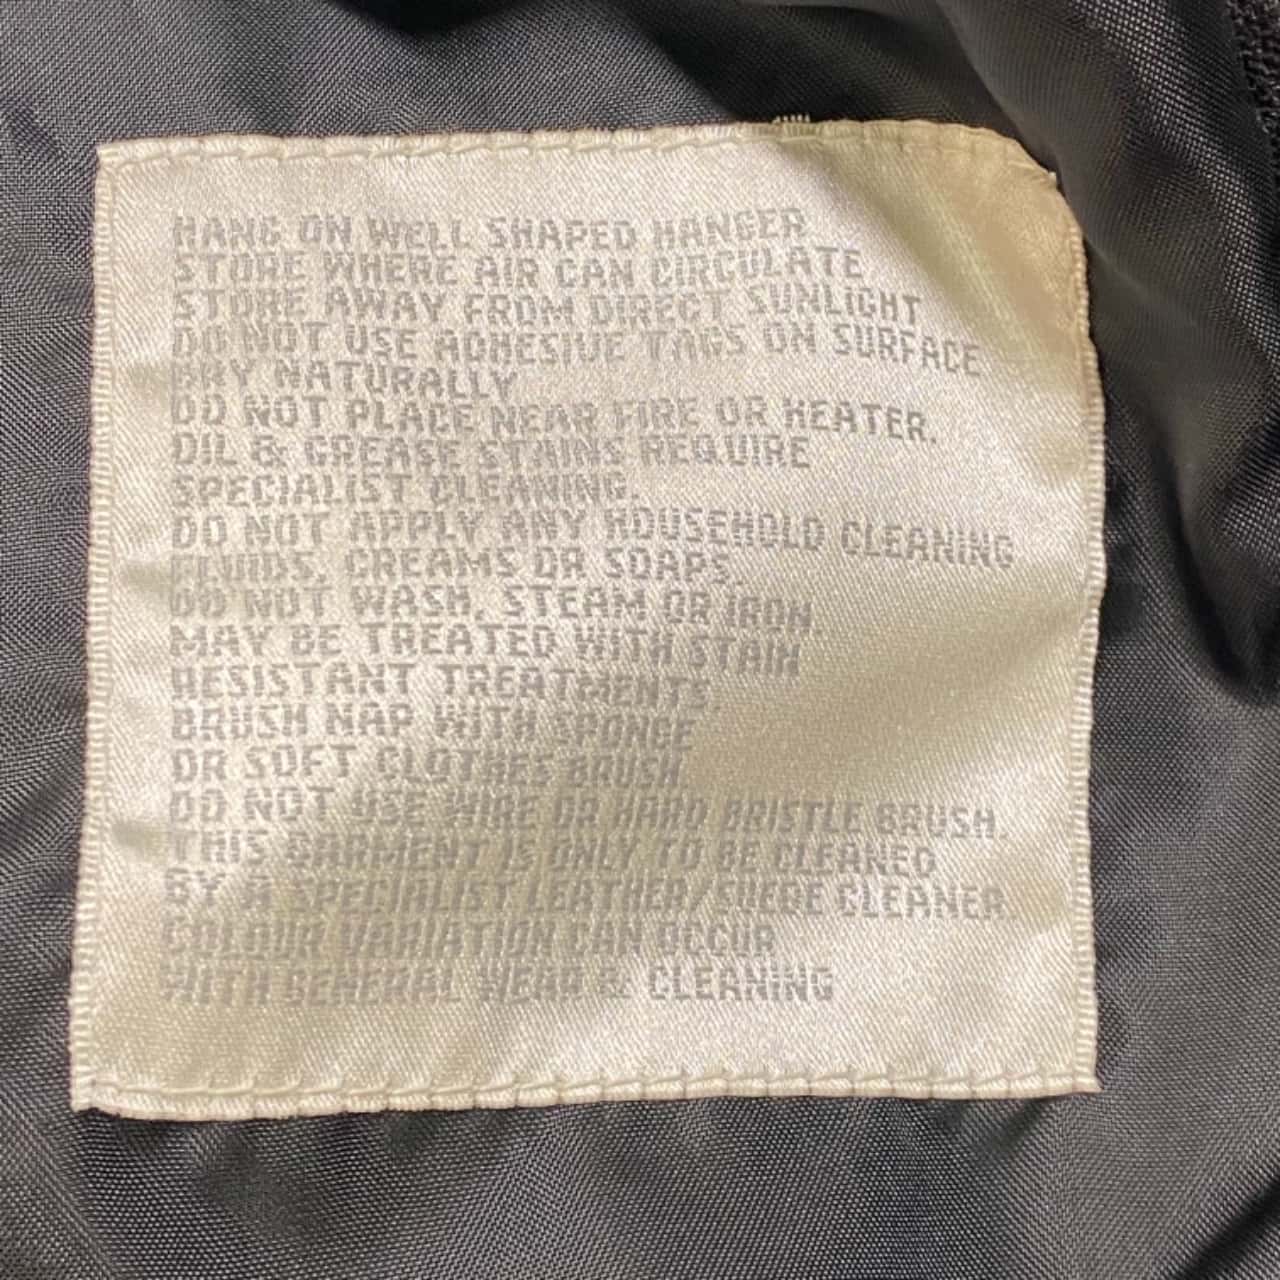 HANG ON WELL SHAPED HANGER
STORE WHERE AIR CAN CIRCULATE
STORE AWAY FROM DIRECT SUNLIGHT
DO NOT USE ADHESIVE TAGS ON SURFACE
DRY NATURALLY
DO NOT PLACE NEAR FIRE OR HEATER.
OIL & GREASE STAINS REQUIRE
SPECIALIST CLEANING.
DO NOT APPLY ANY HOUSEHOLD CLEANING
FLUIDS, CREAMS OR SOAPS.
DO NOT WASH, STEAM OR IRON.
MAY BE TREATED WITH STAIN
RESISTANT TREATMENTS.
BRUSH NAP WITH SPONGE
OR SOFT CLOTHES BRUSH
DO NOT USE WIRE OR HARD BRISTLE BRUSH.
THIS GARMENT IS ONLY TO BE CLEANED
BY A SPECIALIST LEATHER/SUEDE CLEANER.
COLOUR VARIATION CAN OCCUR
WITH GENERAL WEAR & CLEANING